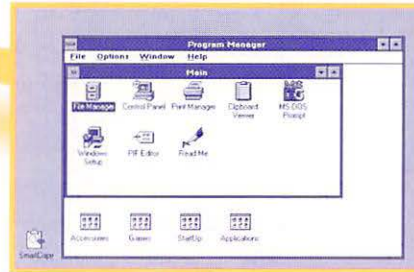 Program Manager
File Options Window Help
Main
File Manager Control Panel Print Manager Clipboard Viewer MS-DOS Prompt
Windows Setup PIF Editor Read Me
Accessories Games StartUp Applications